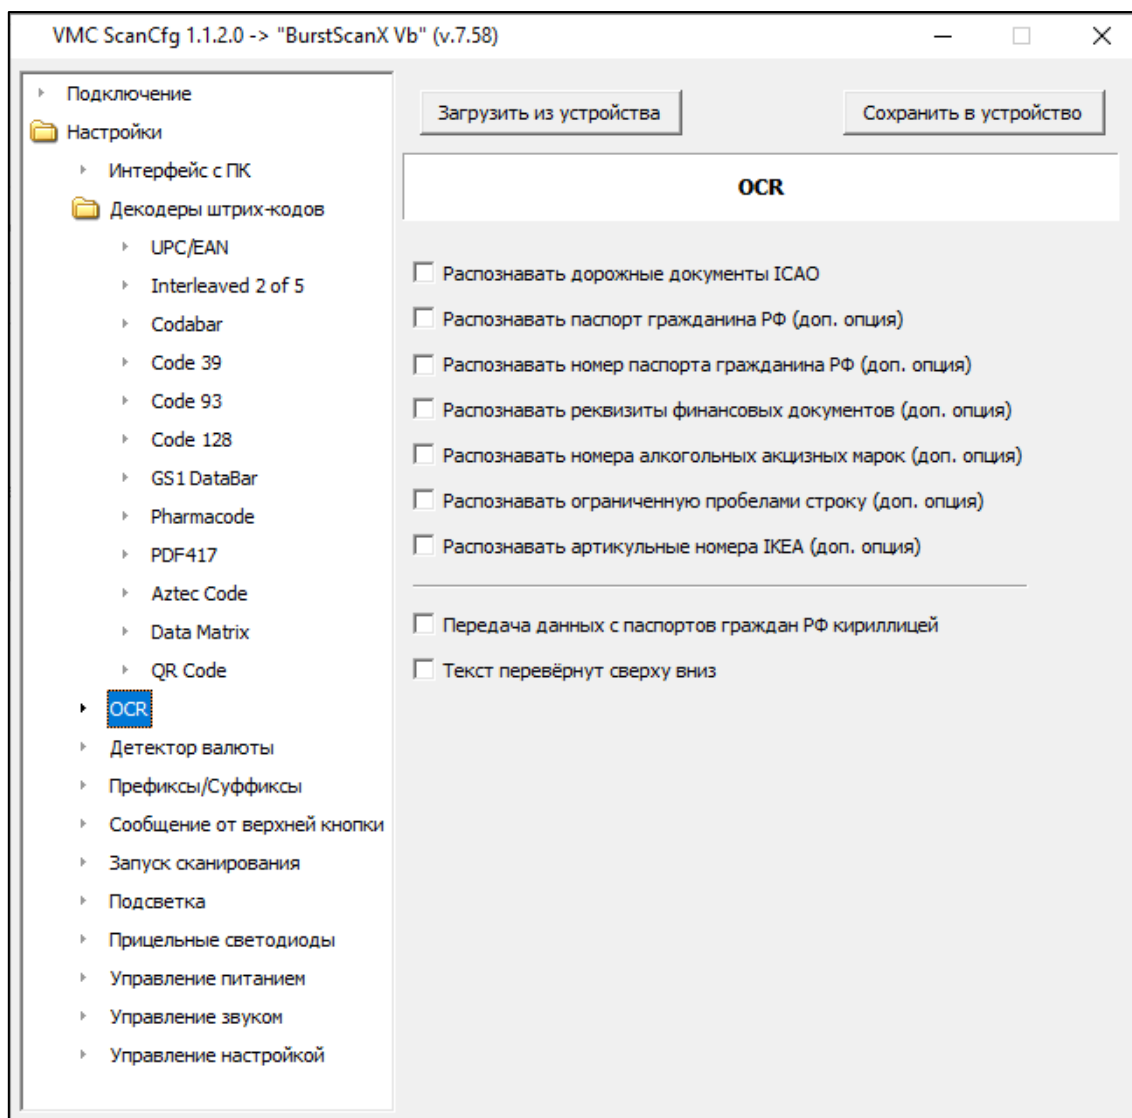 VMC ScanCfg 1.1.2.0 -> "BurstScanX Vb" (v.7.58)
Подключение
Настройки
Интерфейс с ПК
Декодеры штрих-кодов
UPC/EAN
Interleaved 2 of 5
Codabar
Code 39
Code 93
Code 128
GS1 DataBar
Pharmacode
PDF417
Aztec Code
Data Matrix
QR Code
OCR
Детектор валюты
Префиксы/Суффиксы
Сообщение от верхней кнопки
Запуск сканирования
Подсветка
Прицельные светодиоды
Управление питанием
Управление звуком
Управление настройкой
Загрузить из устройства
Сохранить в устройство
OCR
Распознавать дорожные документы ICAO
Распознавать паспорт гражданина РФ (доп. опция)
Распознавать номер паспорта гражданина РФ (доп. опция)
Распознавать реквизиты финансовых документов (доп. опция)
Распознавать номера алкогольных акцизных марок (доп. опция)
Распознавать ограниченную пробелами строку (доп. опция)
Распознавать артикульные номера IKEA (доп. опция)
Передача данных с паспортов граждан РФ кириллицей
Текст перевёрнут сверху вниз